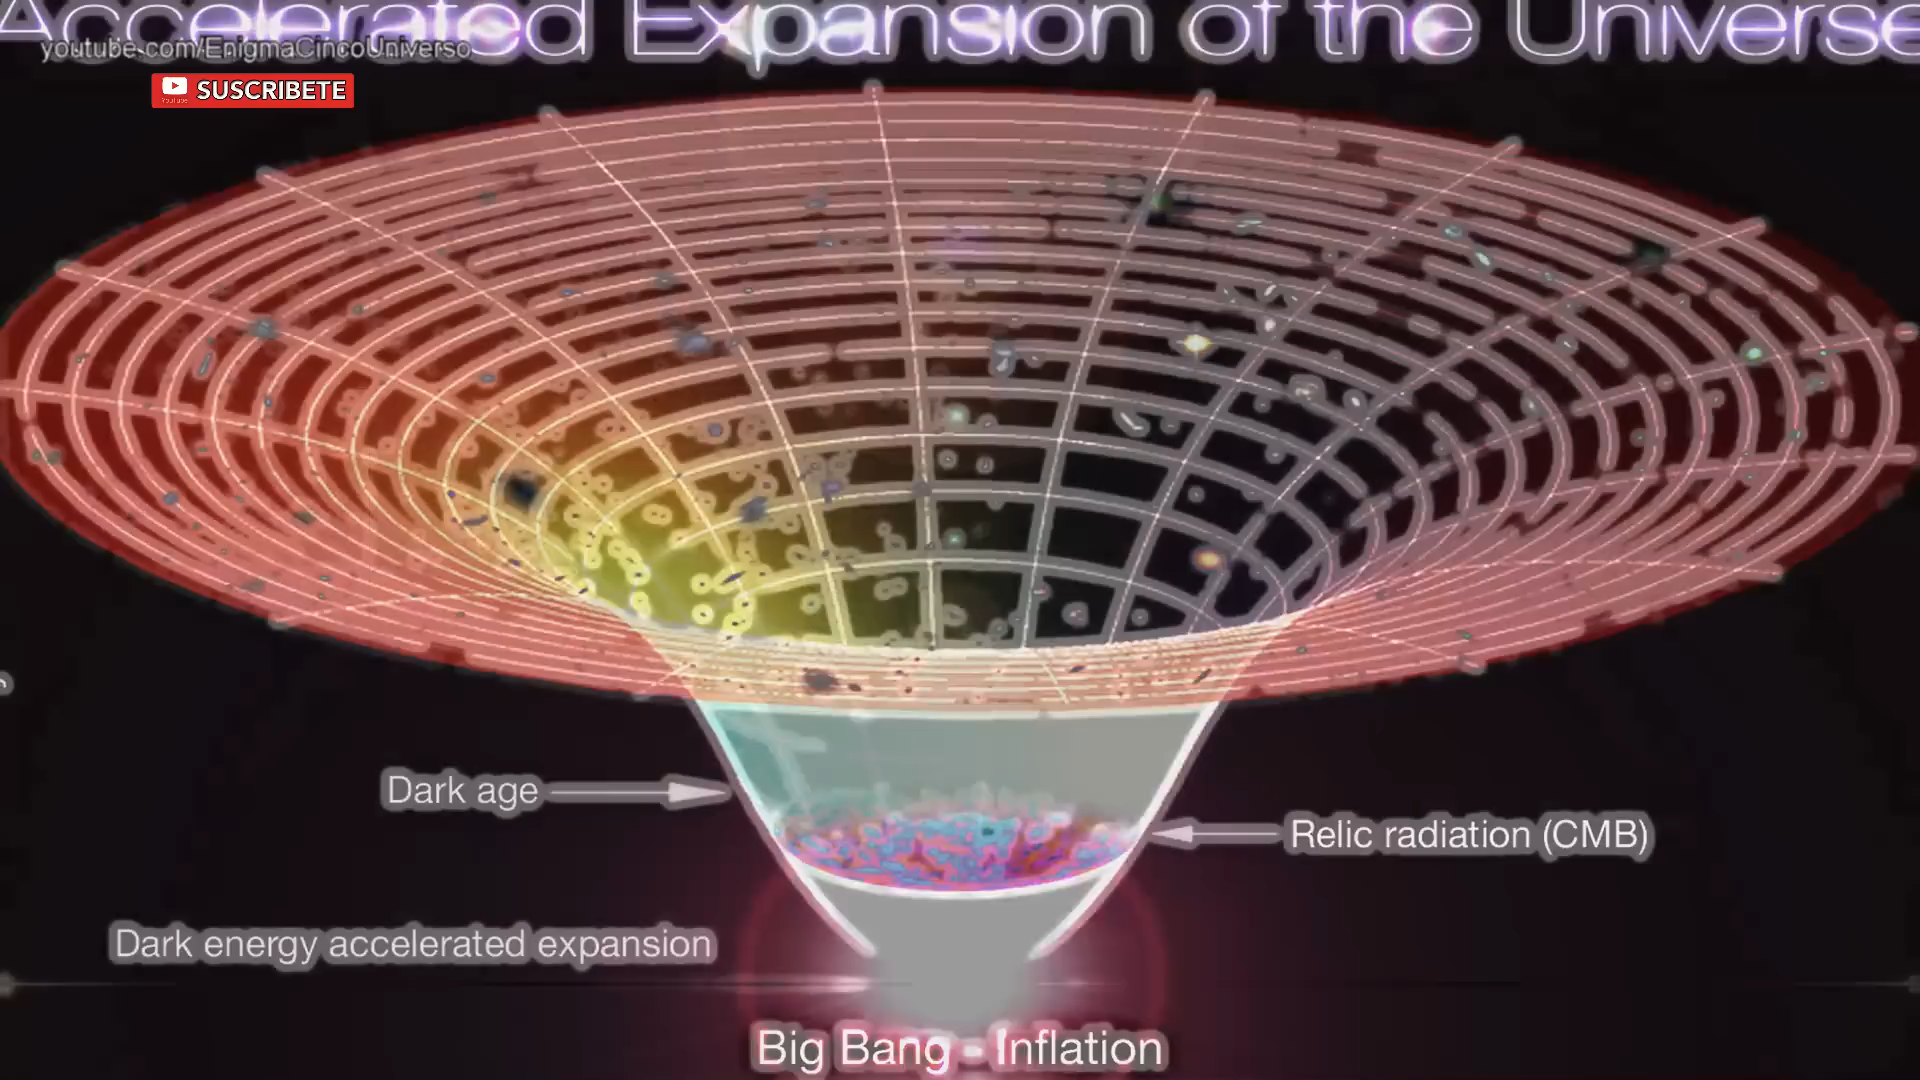 Accelerated Expansion of the Universe
youtube.com/EnigmaCincoUniverso
YouTube
SUSCRIBETE
Dark age
Relic radiation (CMB)
Dark energy accelerated expansion
Big Bang - Inflation